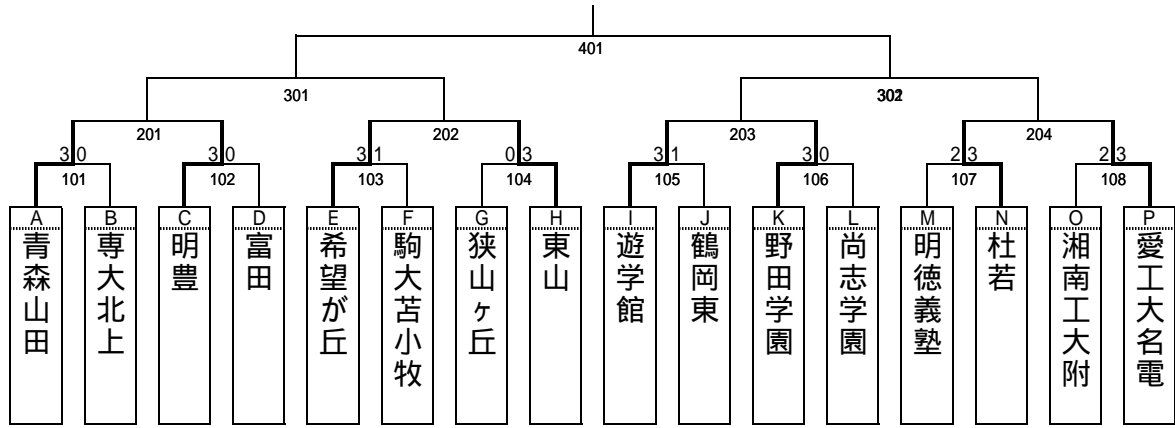 401
301
302
201
202
203
204
3 0
3 0
3 1
0 3
3 1
3 0
2 3
2 3
101
102
103
104
105
106
107
108
A
B
C
D
E
F
G
H
I
J
K
L
M
N
O
P
青森山田
専大北上
明豊
富田
希望が丘
駒大苫小牧
狭山ヶ丘
東山
遊学館
鶴岡東
野田学園
尚志学園
明徳義塾
杜若
湘南工大附
愛工大名電